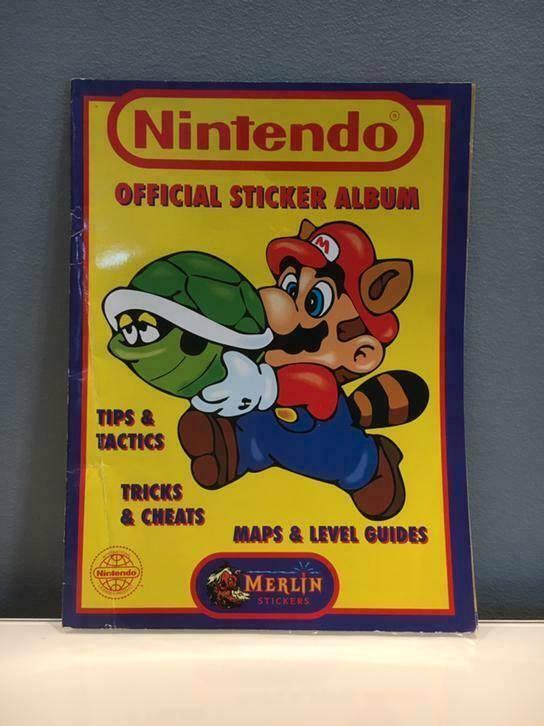 Nintendo®
OFFICIAL STICKER ALBUM
M
TIPS &
TACTICS
TRICKS
& CHEATS
MAPS & LEVEL GUIDES
Nintendo
MERLIN
STICKERS